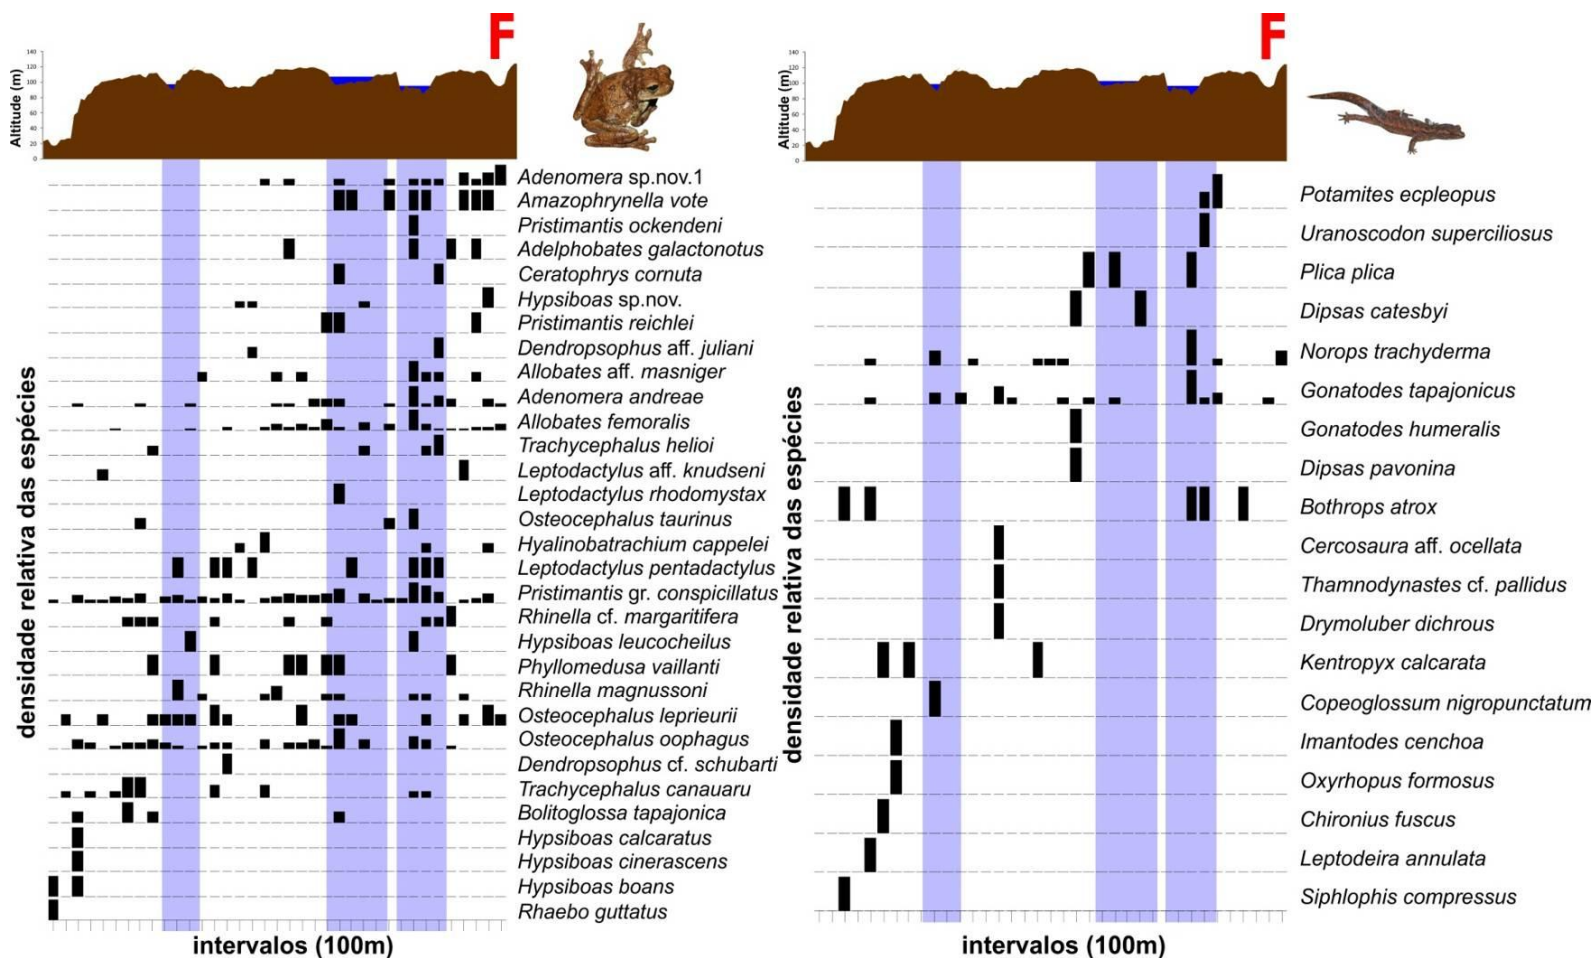 F
Altitude (m)
140
120
100
80
60
40
20
0
densidade relativa das espécies
Adenomera sp.nov.1
Amazophrynella vote
Pristimantis ockendeni
Adelphobates galactonotus
Ceratophrys cornuta
Hypsiboas sp.nov.
Pristimantis reichlei
Dendropsophus aff. juliani
Allobates aff. masniger
Adenomera andreae
Allobates femoralis
Trachycephalus helioi
Leptodactylus aff. knudseni
Leptodactylus rhodomystax
Osteocephalus taurinus
Hyalinobatrachium cappelei
Leptodactylus pentadactylus
Pristimantis gr. conspicillatus
Rhinella cf. margaritifera
Hypsiboas leucocheilus
Phyllomedusa vaillanti
Rhinella magnussoni
Osteocephalus leprieurii
Osteocephalus oophagus
Dendropsophus cf. schubarti
Trachycephalus canauaru
Bolitoglossa tapajonica
Hypsiboas calcaratus
Hypsiboas cinerascens
Hypsiboas boans
Rhaebo guttatus
intervalos (100m)
F
Altitude (m)
140
120
100
80
60
40
20
0
densidade relativa das espécies
Potamites ecpleopus
Uranoscodon superciliosus
Plica plica
Dipsas catesbyi
Norops trachyderma
Gonatodes tapajonicus
Gonatodes humeralis
Dipsas pavonina
Bothrops atrox
Cercosaura aff. ocellata
Thamnodynastes cf. pallidus
Drymoluber dichrous
Kentropyx calcarata
Copeoglossum nigropunctatum
Imantodes cenchoa
Oxyrhopus formosus
Chironius fuscus
Leptodeira annulata
Siphlophis compressus
intervalos (100m)